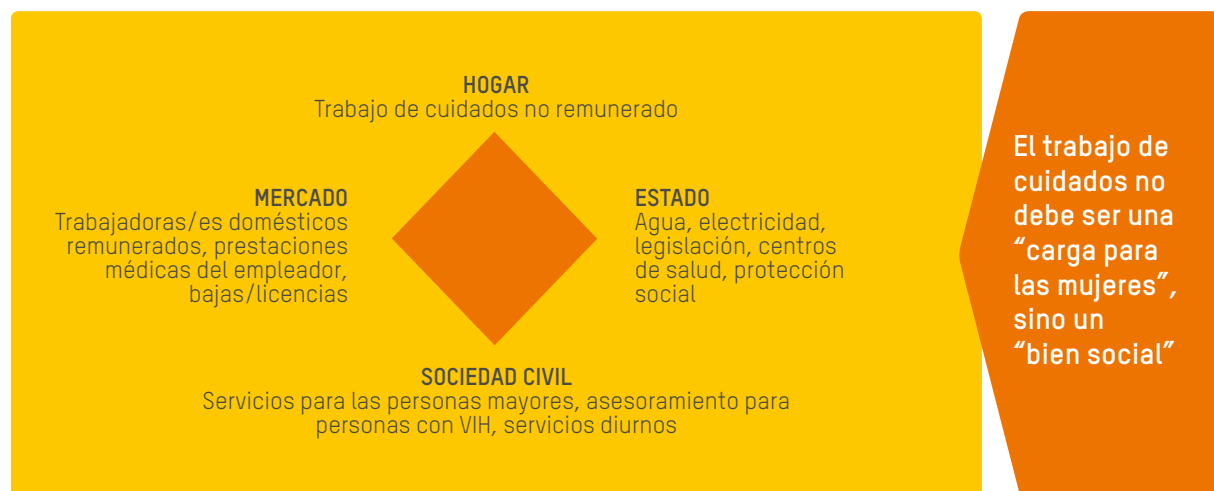 HOGAR
Trabajo de cuidados no remunerado
MERCADO
Trabajadoras/es domésticos
remunerados, prestaciones
médicas del empleador,
bajas/licencias
ESTADO
Agua, electricidad,
legislación, centros
de salud, protección
social
SOCIEDAD CIVIL
Servicios para las personas mayores, asesoramiento para
personas con VIH, servicios diurnos
El trabajo de
cuidados no
debe ser una
“carga para
las mujeres”,
sino un
“bien social”